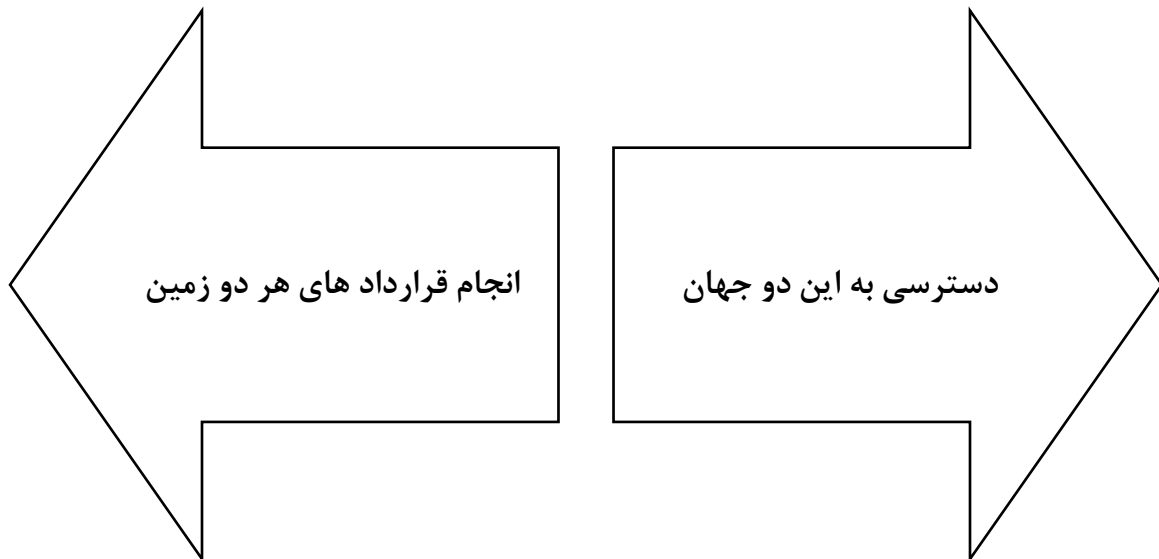 دسترسی به این دو جهان
انجام قرارداد های هر دو زمین